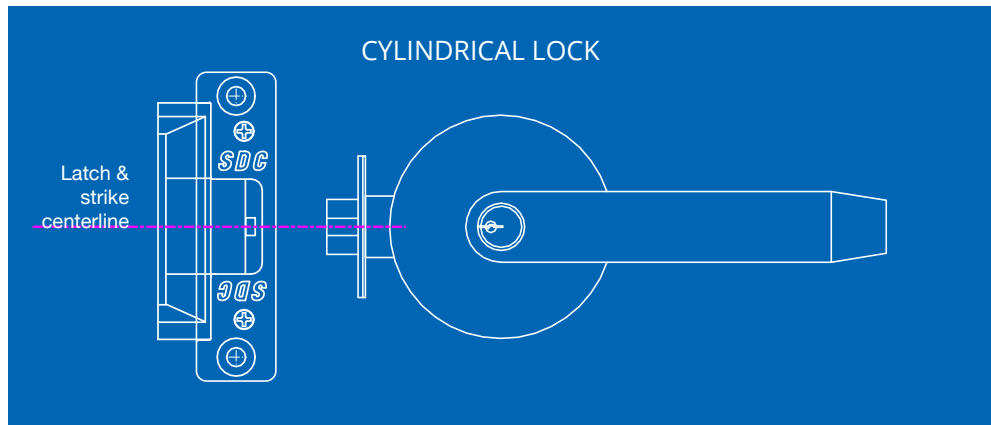 CYLINDRICAL LOCK
SDC
Latch &
strike
centerline
SDC